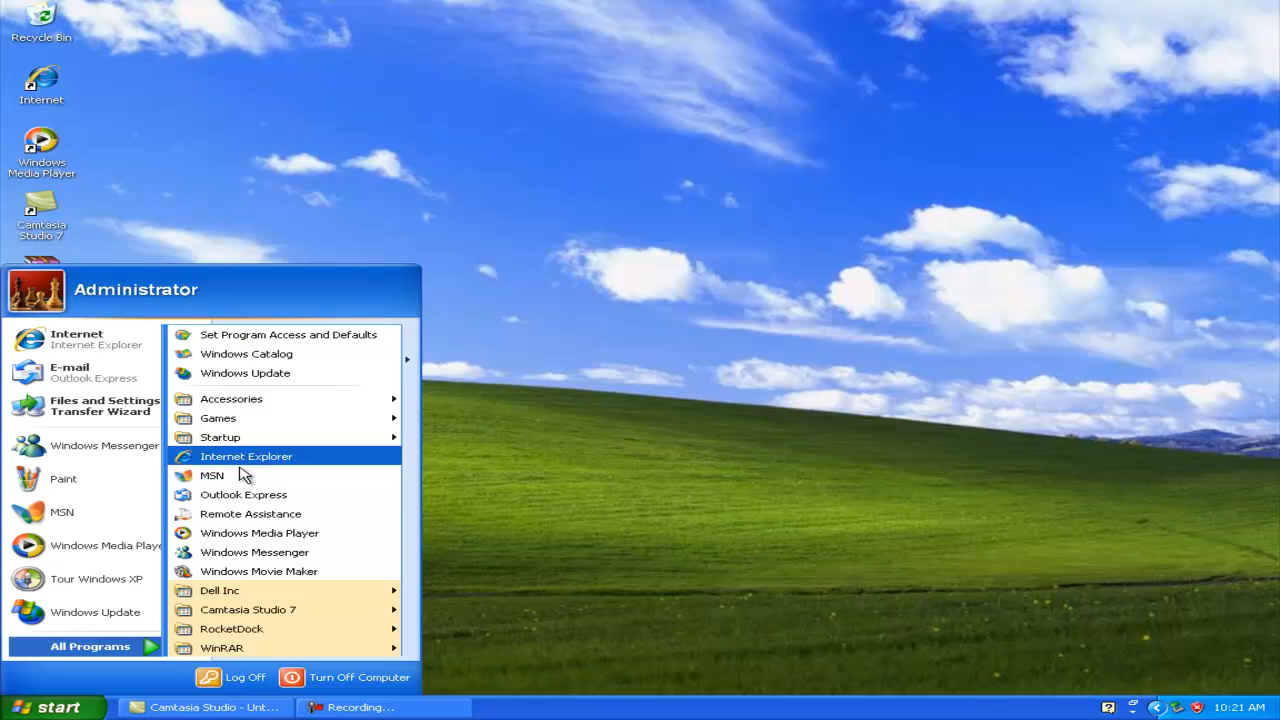 Recycle Bin
Internet
Windows
Media Player
Camtasia
Studio 7
Administrator
Internet
Internet Explorer
E-mail
Outlook Express
Files and Settings
Transfer Wizard
Windows Messenger
Paint
MSN
Windows Media Playe
Tour Windows XP
Windows Update
All Programs
Set Program Access and Defaults
Windows Catalog
Windows Update
Accessories
Games
Startup
Internet Explorer
MSN
Outlook Express
Remote Assistance
Windows Media Player
Windows Messenger
Windows Movie Maker
Dell Inc
Camtasia Studio 7
RocketDock
WinRAR
Log Off
Turn Off Computer
start
Camtasia Studio - Unt...
Recording...
10:21 AM